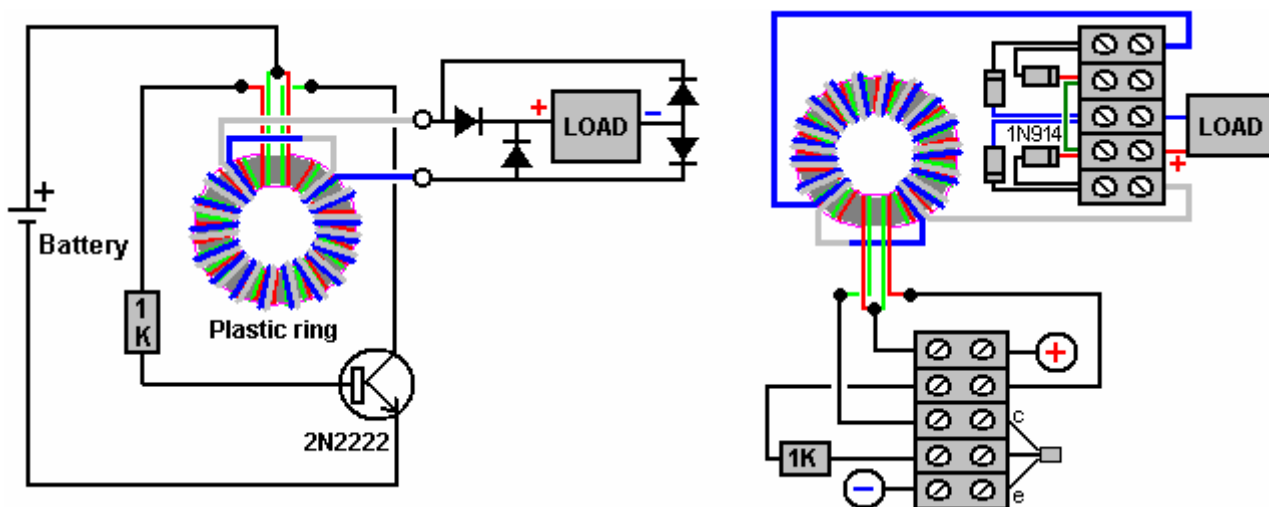 +
Battery
1
K
Plastic ring
2N2222
+
LOAD
-
1N914
LOAD
+
+
1K
-
c
e